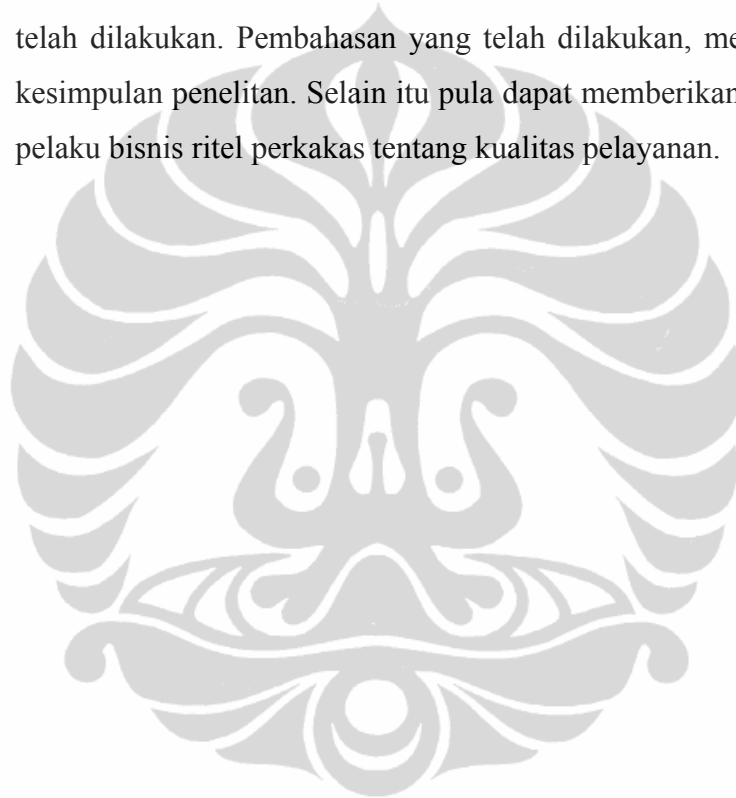 telah dilakukan. Pembahasan yang telah dilakukan, me
kesimpulan penelitan. Selain itu pula dapat memberikan
pelaku bisnis ritel perkakas tentang kualitas pelayanan.